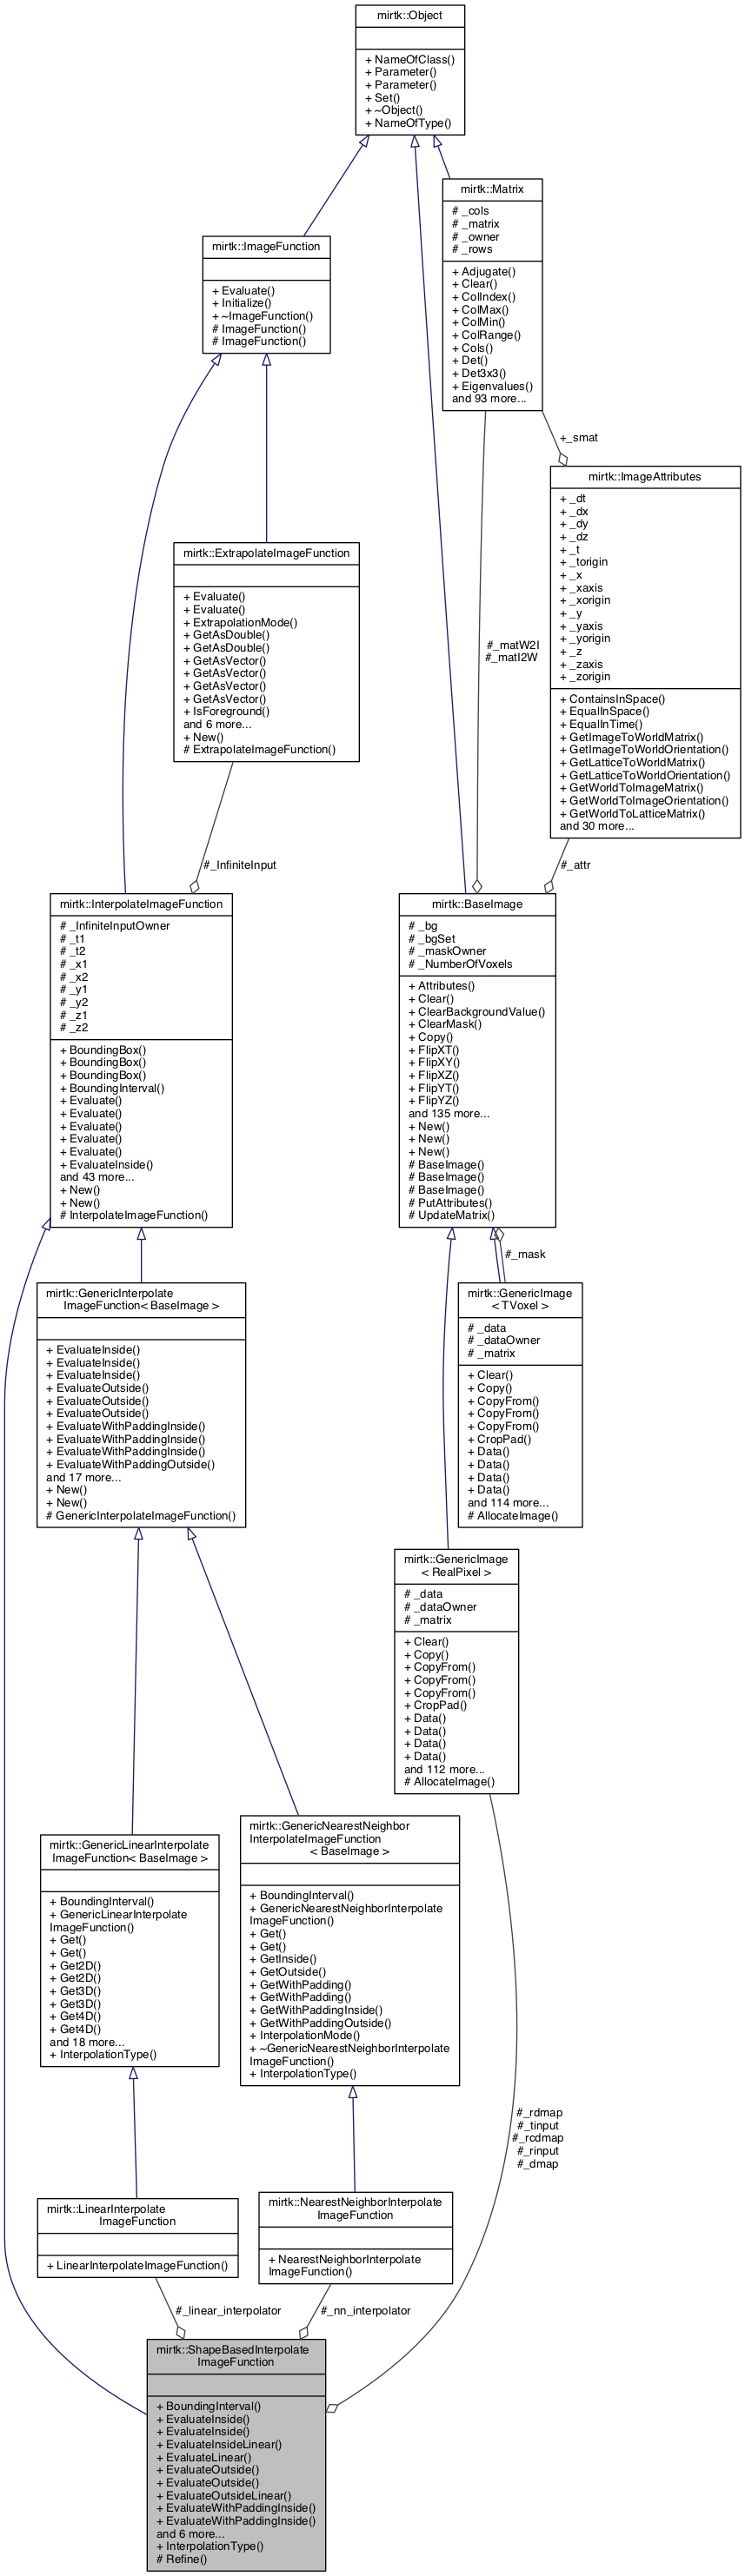 mirtk::Object
+ NameOfClass()
+ Parameter()
+ Parameter()
+ Set()
+ ~Object()
+ NameOfType()
mirtk::Matrix
# _cols
# _matrix
# _owner
# _rows
+ Adjugate()
+ Clear()
+ ColIndex()
+ ColMax()
+ ColMin()
+ ColRange()
+ Cols()
+ Det()
+ Det3x3()
+ Eigenvalues()
and 93 more...
mirtk::ImageFunction
+ Evaluate()
+ Initialize()
+ ~ImageFunction()
# ImageFunction()
# ImageFunction()
+_smat
mirtk::ImageAttributes
+ _dt
+ _dx
+ _dy
+ _dz
+ _t
+ _torigin
+ _x
+ _xaxis
+ _xorigin
+ _y
+ _yaxis
+ _yorigin
+ _z
+ _zaxis
+ _zorigin
+ ContainsInSpace()
+ EqualInSpace()
+ EqualInTime()
+ GetImageToWorldMatrix()
+ GetImageToWorldOrientation()
+ GetLatticeToWorldMatrix()
+ GetLatticeToWorldOrientation()
+ GetWorldToImageMatrix()
+ GetWorldToImageOrientation()
+ GetWorldToLatticeMatrix()
and 30 more...
mirtk::ExtrapolateImageFunction
+ Evaluate()
+ Evaluate()
+ ExtrapolationMode()
+ GetAsDouble()
+ GetAsDouble()
+ GetAsVector()
+ GetAsVector()
+ GetAsVector()
+ GetAsVector()
+ IsForeground()
and 6 more...
+ New()
# ExtrapolateImageFunction()
#_matW2I
#_matI2W
#_InfiniteInput
#_attr
mirtk::InterpolateImageFunction
# _InfiniteInputOwner
# _t1
# _t2
# _x1
# _x2
# _y1
# _y2
# _z1
# _z2
+ BoundingBox()
+ BoundingBox()
+ BoundingBox()
+ BoundingInterval()
+ Evaluate()
+ Evaluate()
+ Evaluate()
+ Evaluate()
+ Evaluate()
+ EvaluateInside()
and 43 more...
+ New()
+ New()
# InterpolateImageFunction()
mirtk::BaseImage
# _bg
# _bgSet
# _maskOwner
# _NumberOfVoxels
+ Attributes()
+ Clear()
+ ClearBackgroundValue()
+ ClearMask()
+ Copy()
+ FlipXT()
+ FlipXY()
+ FlipXZ()
+ FlipYT()
+ FlipYZ()
and 135 more...
+ New()
+ New()
+ New()
# BaseImage()
# BaseImage()
# BaseImage()
# PutAttributes()
# UpdateMatrix()
#_mask
mirtk::GenericInterpolate
ImageFunction< BaseImage >
+ EvaluateInside()
+ EvaluateInside()
+ EvaluateInside()
+ EvaluateOutside()
+ EvaluateOutside()
+ EvaluateOutside()
+ EvaluateWithPaddingInside()
+ EvaluateWithPaddingInside()
+ EvaluateWithPaddingInside()
+ EvaluateWithPaddingOutside()
and 17 more...
+ New()
+ New()
# GenericInterpolateImageFunction()
mirtk::GenericImage
< TVoxel >
# _data
# _dataOwner
# _matrix
+ Clear()
+ Copy()
+ CopyFrom()
+ CopyFrom()
+ CopyFrom()
+ CropPad()
+ Data()
+ Data()
+ Data()
+ Data()
and 114 more...
# AllocateImage()
mirtk::GenericImage
< RealPixel >
# _data
# _dataOwner
# _matrix
+ Clear()
+ Copy()
+ CopyFrom()
+ CopyFrom()
+ CopyFrom()
+ CropPad()
+ Data()
+ Data()
+ Data()
+ Data()
and 112 more...
# AllocateImage()
mirtk::GenericLinearInterpolate
ImageFunction< BaseImage >
+ BoundingInterval()
+ GenericLinearInterpolate
ImageFunction()
+ Get()
+ Get()
+ Get2D()
+ Get2D()
+ Get3D()
+ Get3D()
+ Get4D()
+ Get4D()
and 18 more...
+ InterpolationType()
mirtk::GenericNearestNeighbor
InterpolateImageFunction
< BaseImage >
+ BoundingInterval()
+ GenericNearestNeighborInterpolate
ImageFunction()
+ Get()
+ Get()
+ GetInside()
+ GetOutside()
+ GetWithPadding()
+ GetWithPadding()
+ GetWithPaddingInside()
+ GetWithPaddingOutside()
+ InterpolationMode()
+ ~GenericNearestNeighborInterpolate
ImageFunction()
+ InterpolationType()
#_rdmap
#_tinput
#_rcdmap
#_rinput
#_dmap
mirtk::LinearInterpolate
ImageFunction
+ LinearInterpolateImageFunction()
mirtk::NearestNeighborInterpolate
ImageFunction
+ NearestNeighborInterpolate
ImageFunction()
#_linear_interpolator
#_nn_interpolator
mirtk::ShapeBasedInterpolate
ImageFunction
+ BoundingInterval()
+ EvaluateInside()
+ EvaluateInside()
+ EvaluateInsideLinear()
+ EvaluateLinear()
+ EvaluateOutside()
+ EvaluateOutside()
+ EvaluateOutsideLinear()
+ EvaluateWithPaddingInside()
+ EvaluateWithPaddingInside()
and 6 more...
+ InterpolationType()
# Refine()